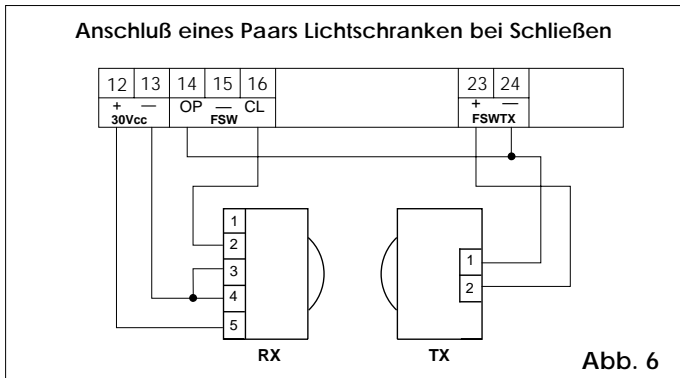 Anschluß eines Paars Lichtschranken bei Schließen
12 13 14 15 16 23 24
+ — OP — CL + —
30Vcc FSW FSWTX
1
2
3
4
5
1
2
RX TX
Abb. 6